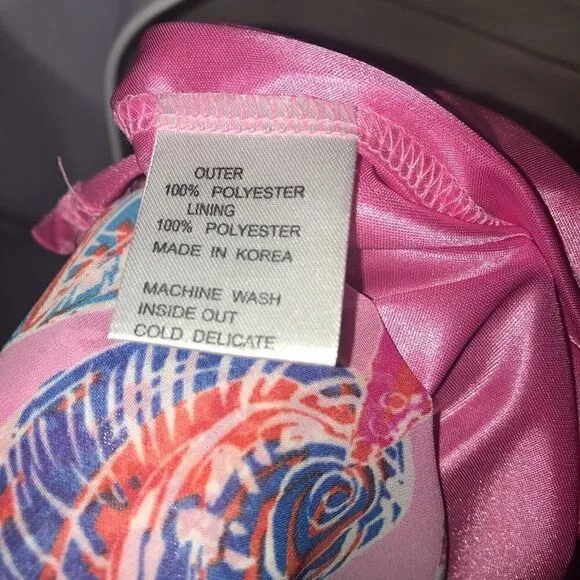 OUTER
100% POLYESTER
LINING
100% POLYESTER
MADE IN KOREA
MACHINE WASH
INSIDE OUT
COLD, DELICATE